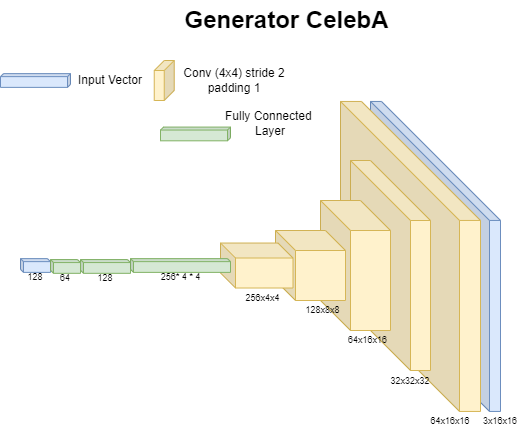 Generator CelebA
Input Vector
Conv (4x4) stride 2
padding 1
Fully Connected
Layer
128
64
128
256* 4 * 4
256x4x4
128x8x8
64x16x16
32x32x32
64x16x16
3x16x16